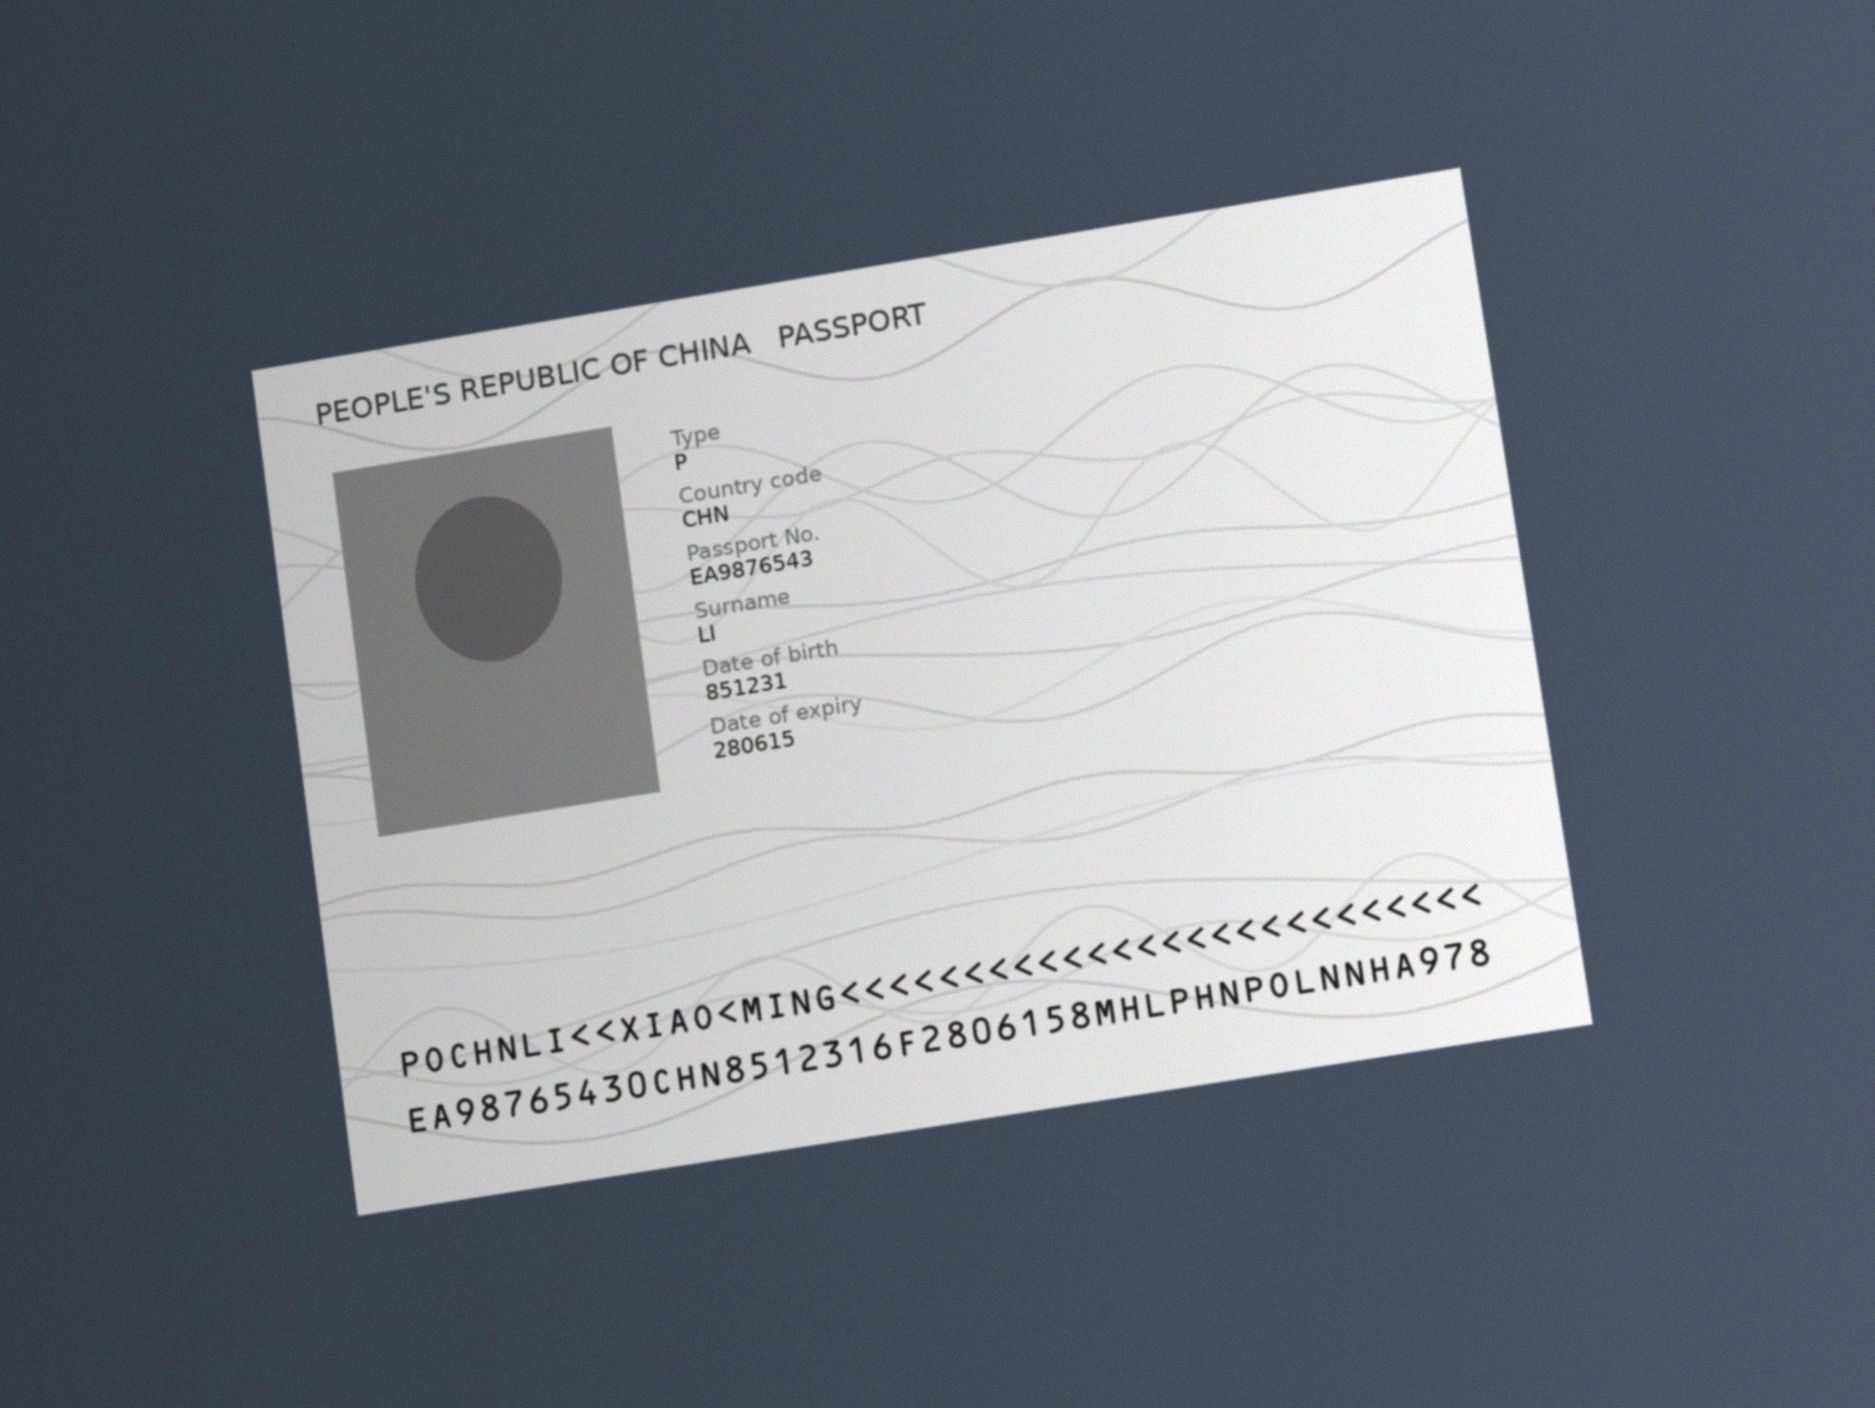 PEOPLE'S REPUBLIC OF CHINA PASSPORT
Type
P
Country code
CHN
Passport No.
EA9876543
Surname
LI
Date of birth
851231
Date of expiry
280615
POCHNLI<<XIAO<MING<<<<<<<<<<<<<<<<<<<<<<<<<<
EA98765430CHN8512316F2806158MHLPHNPOLNNHA978